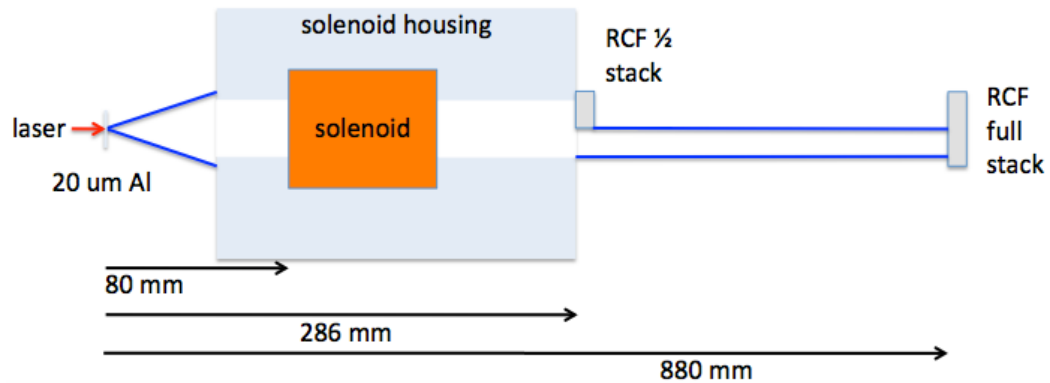 solenoid housing
RCF ½
stack
laser
solenoid
RCF
full
stack
20 um Al
80 mm
286 mm
880 mm